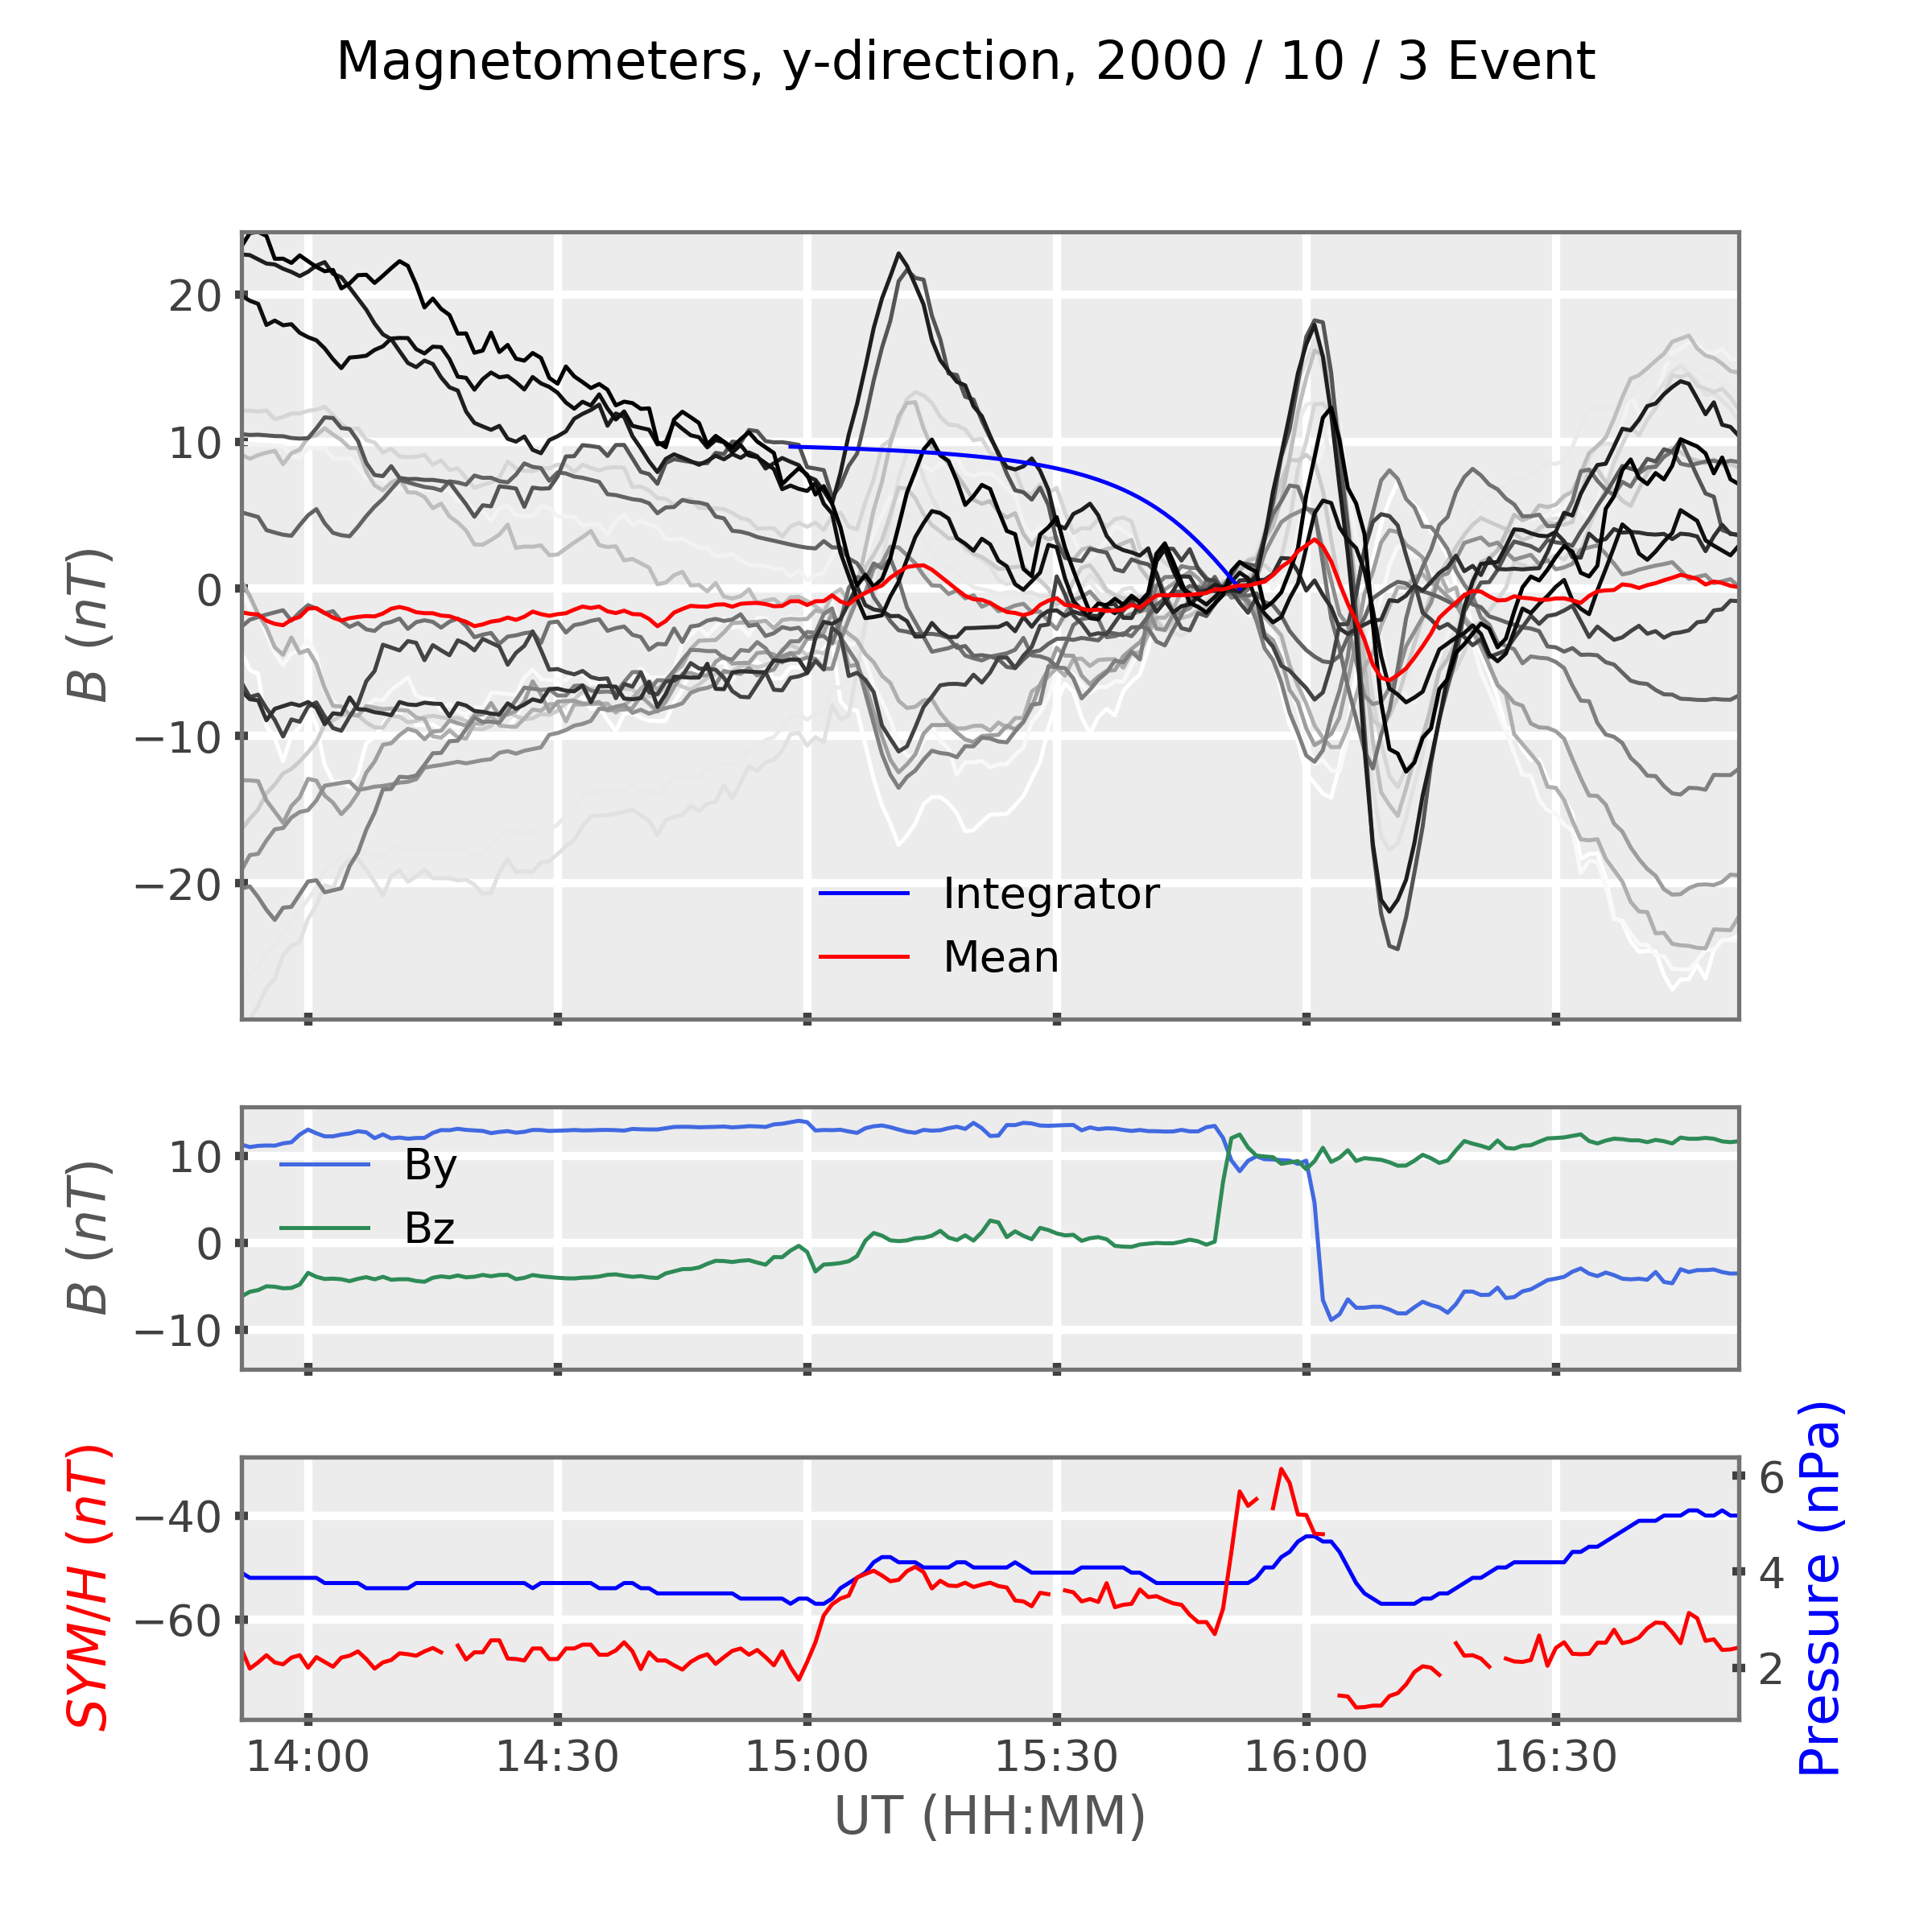 Magnetometers, y-direction, 2000 / 10 / 3 Event
B (nT)
20
10
0
−10
−20
Integrator
Mean
B (nT)
10
0
−10
By
Bz
SYM/H (nT)
−40
−60
6
4
2
Pressure (nPa)
14:00 14:30 15:00 15:30 16:00 16:30
UT (HH:MM)